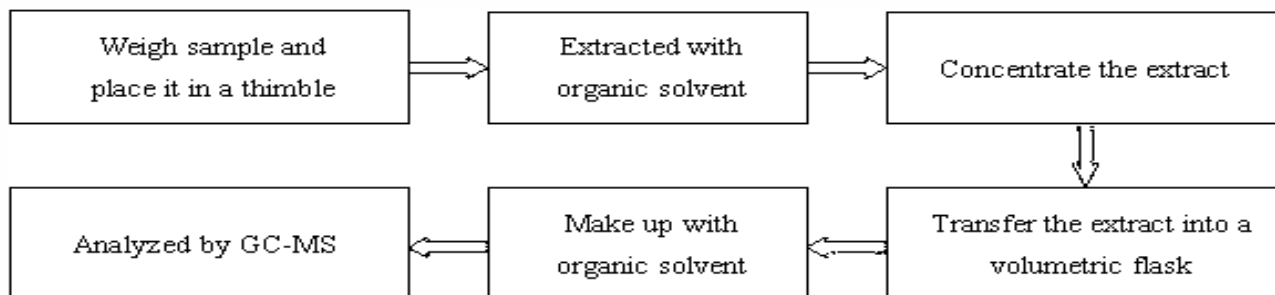 Weigh sample and
place it in a thimble
Extracted with
organic solvent
Concentrate the extract
Transfer the extract into a
volumetric flask
Make up with
organic solvent
Analyzed by GC-MS